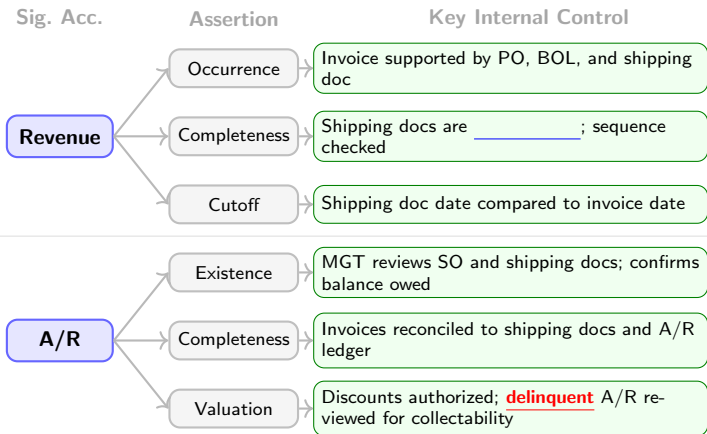 Sig. Acc. Assertion Key Internal Control
Revenue
Occurrence
Invoice supported by PO, BOL, and shipping
doc
Completeness
Shipping docs are ; sequence
checked
Cutoff
Shipping doc date compared to invoice date
A/R
Existence
MGT reviews SO and shipping docs; confirms
balance owed
Completeness
Invoices reconciled to shipping docs and A/R
ledger
Valuation
Discounts authorized; delinquent A/R re-
viewed for collectability